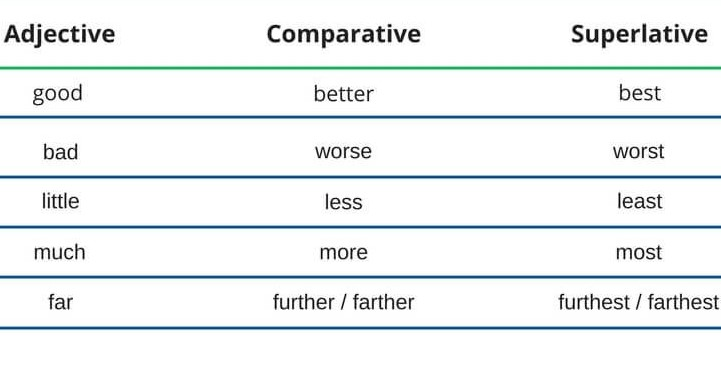 Adjective Comparative Superlative
good better best
bad worse worst
little less least
much more most
far further / farther furthest / farthest